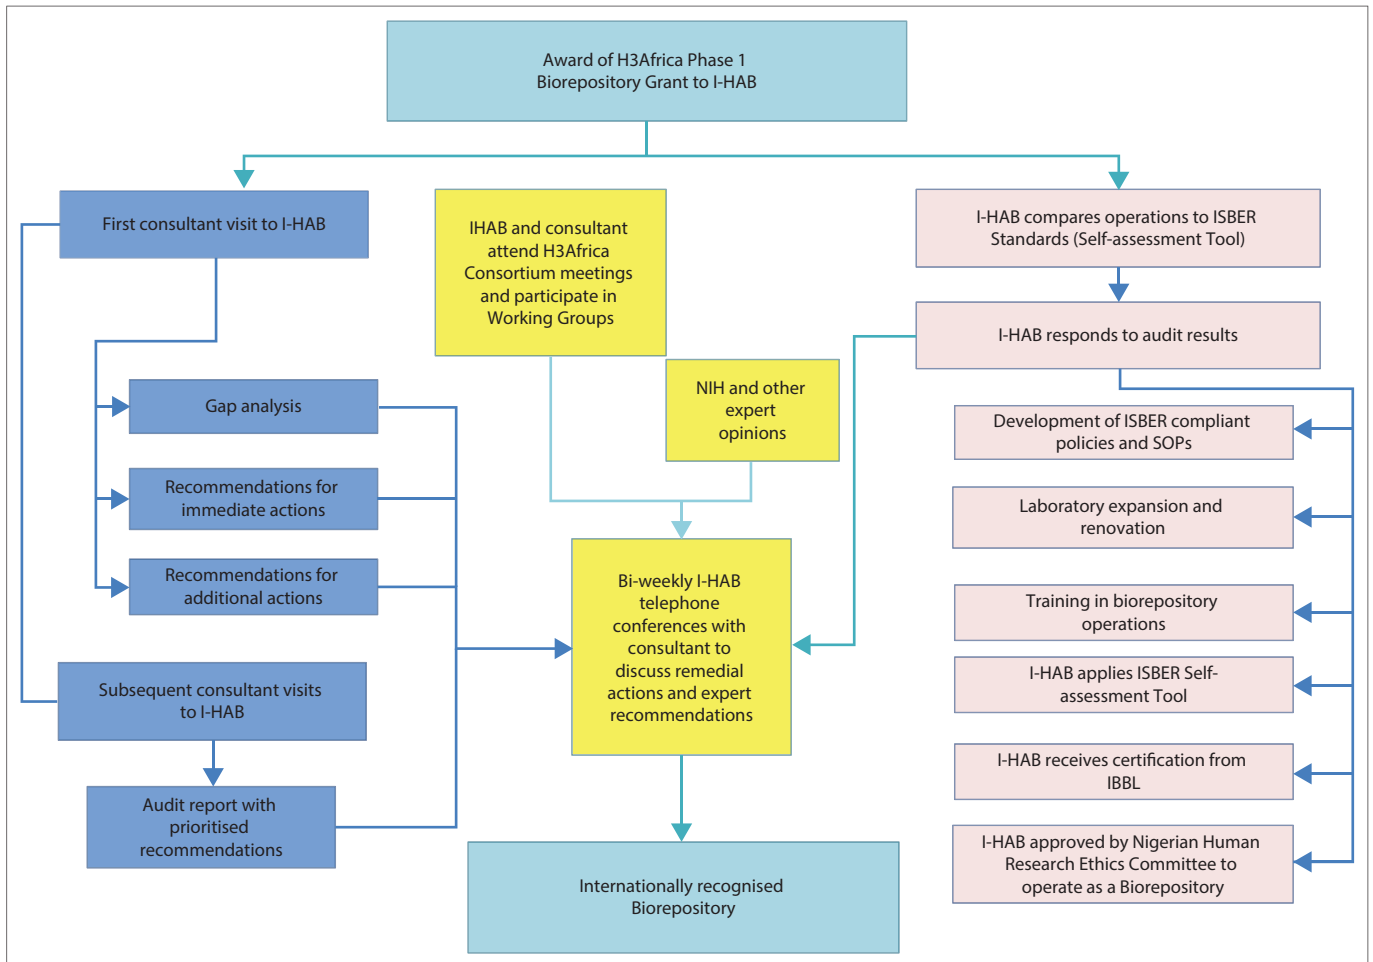 Award of H3Africa Phase 1
Biorepository Grant to I-HAB
First consultant visit to I-HAB
IHAB and consultant
attend H3Africa
Consortium meetings
and participate in
Working Groups
I-HAB compares operations to ISBER
Standards (Self-assessment Tool)
I-HAB responds to audit results
NIH and other
expert
opinions
Gap analysis
Recommendations for
immediate actions
Recommendations for
additional actions
Subsequent consultant visits
to I-HAB
Audit report with
prioritised
recommendations
Bi-weekly I-HAB
telephone
conferences with
consultant to
discuss remedial
actions and expert
recommendations
Development of ISBER compliant
policies and SOPs
Laboratory expansion and
renovation
Training in biorepository
operations
I-HAB applies ISBER Self-
assessment Tool
I-HAB receives certification from
IBBL
I-HAB approved by Nigerian Human
Research Ethics Committee to
operate as a Biorepository
Internationally recognised
Biorepository